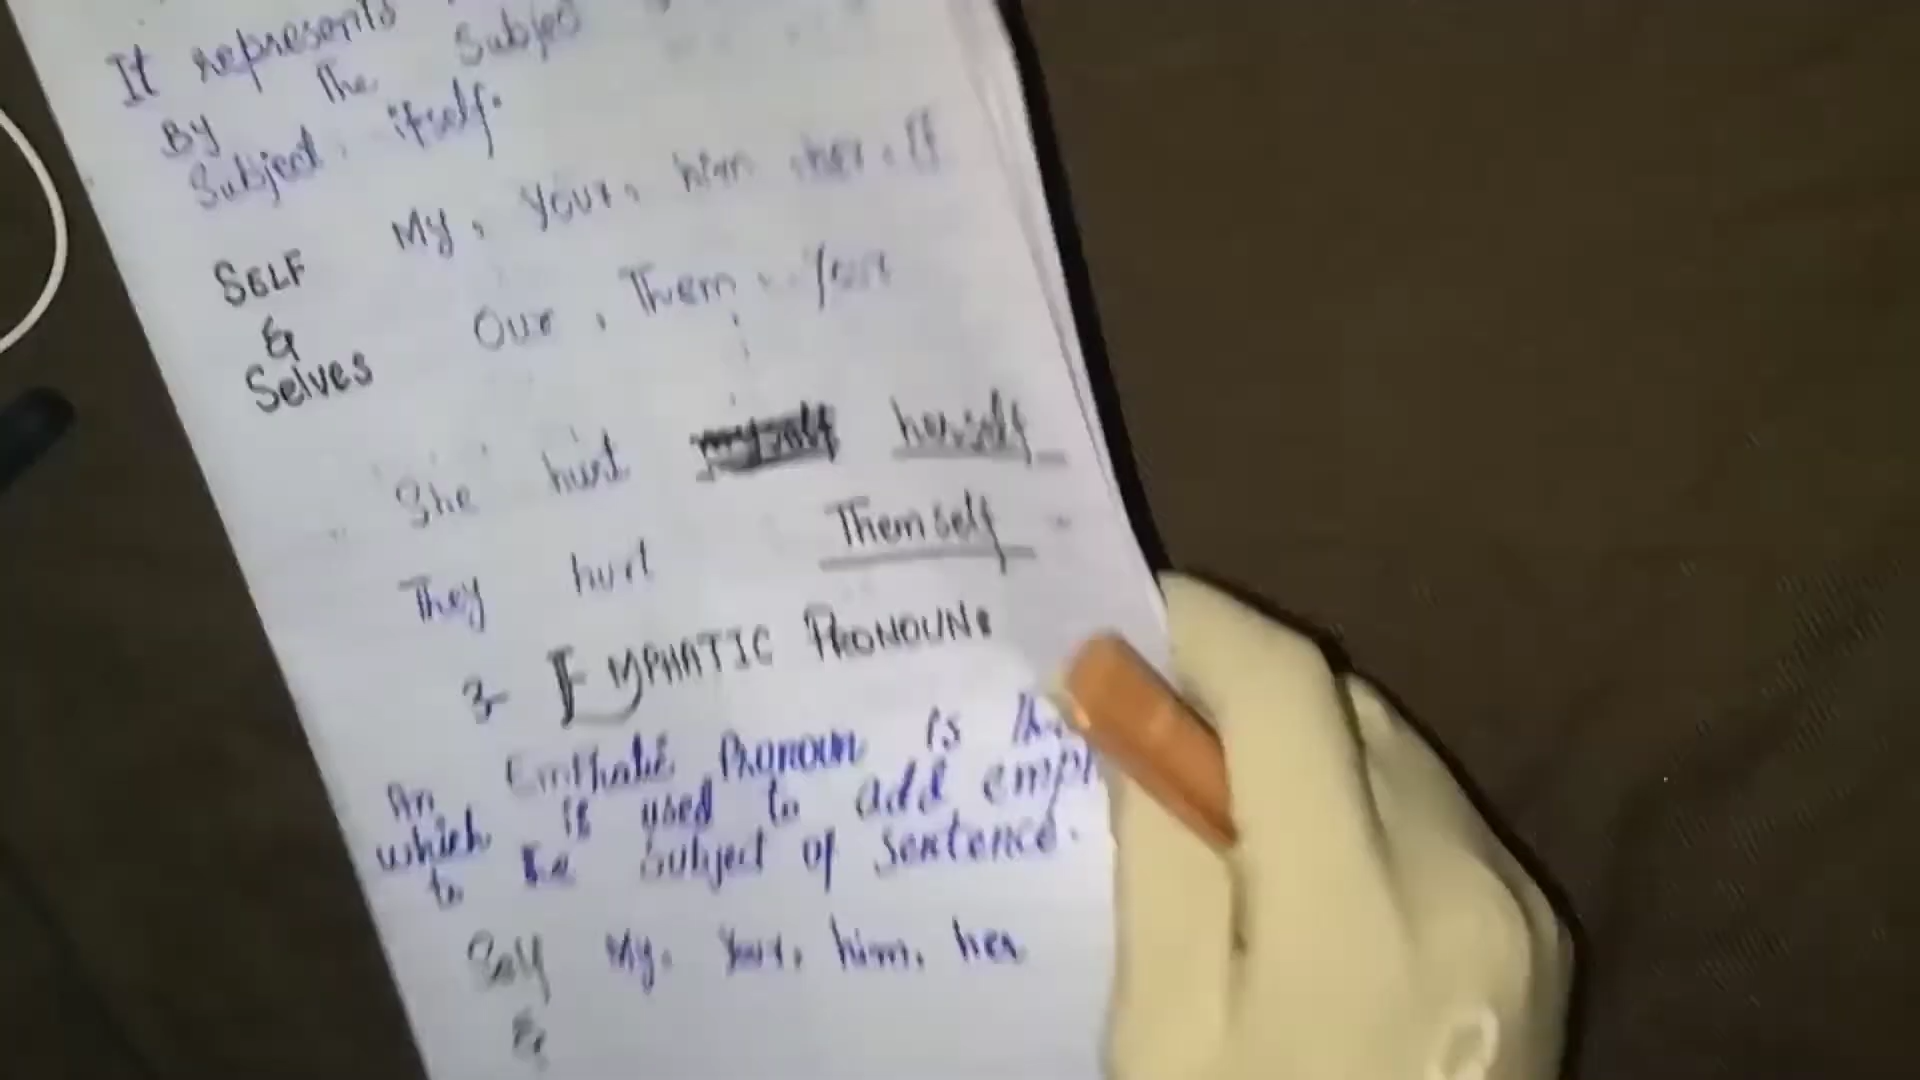 It represents
By The Subject
Subject. itself.
SELF My, Your, him, her, It
&
Selves Our, Them, Your
She hurt herself
They hurt Themself
3- EMPHATIC PRONOUN:
An Emthatic Pronoun is
which is used to add emph
to the Subject of sentence.
Self My, Your, him, her
&